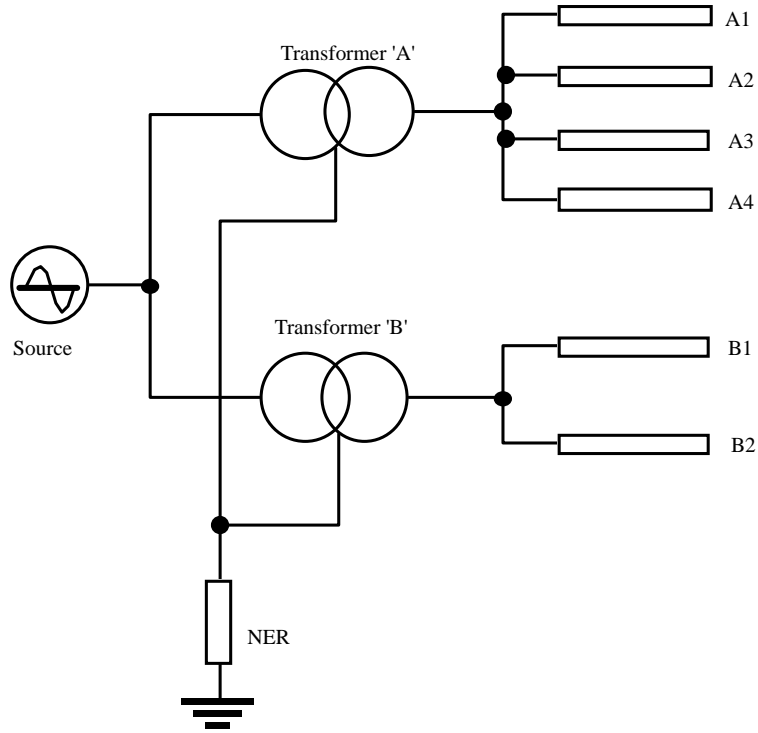 A1
Transformer 'A'
A2
A3
A4
Transformer 'B'
Source
B1
B2
NER